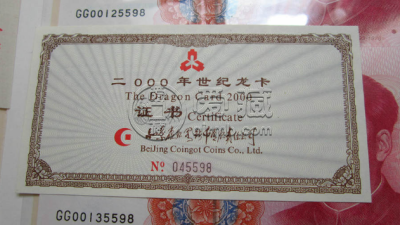 GG00125598
二000年世纪龙卡
The Dragon Card 2000
证书
Certificate
BeiJing Coingot Coins Co., Ltd.
No 045598
GG00135598